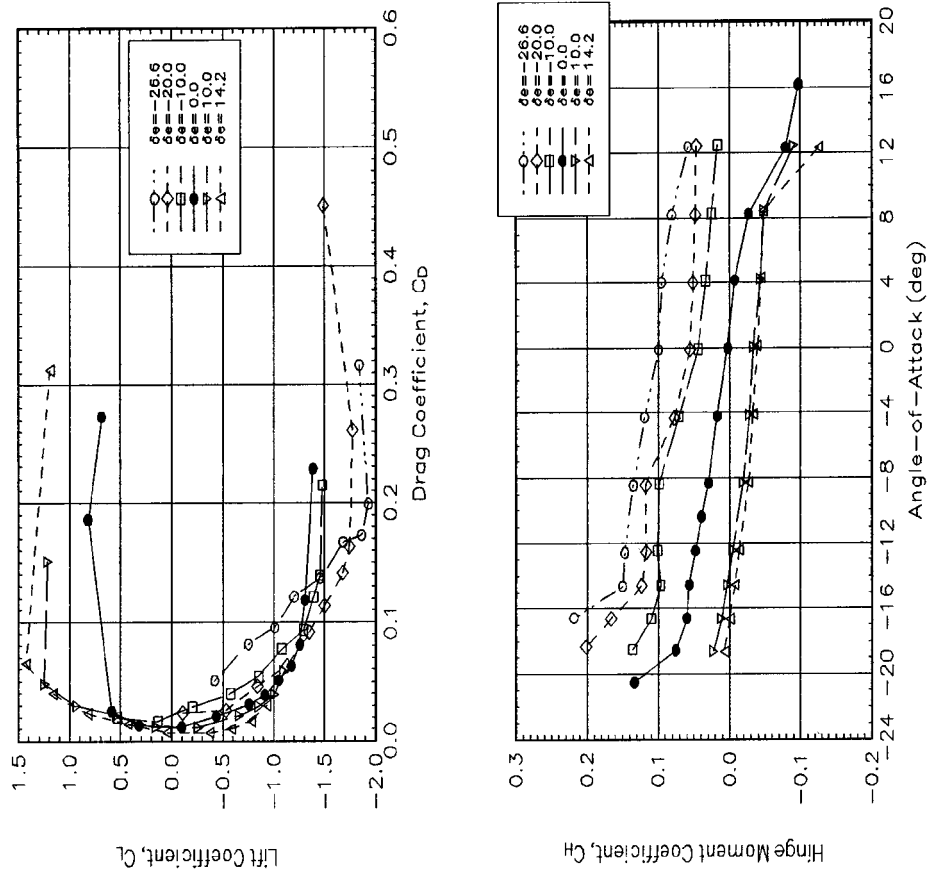 1.5
1.0
0.5
0.0
−0.5
−1.0
−1.5
−2.0
Lift Coefficient, CL
0.0
0.1
0.2
0.3
0.4
0.5
0.6
Drag Coefficient, CD
δe=−26.6
δe=−20.0
δe=−10.0
δe=0.0
δe=10.0
δe=14.2
0.3
0.1
0.0
−0.1
−0.2
Hinge Moment Coefficient, CH
−24
−20
−16
−12
−8
−4
0
4
8
12
16
20
Angle−of−Attack (deg)
δe=−26.6
δe=−20.0
δe=−10.0
δe=0.0
δe=10.0
δe=14.2